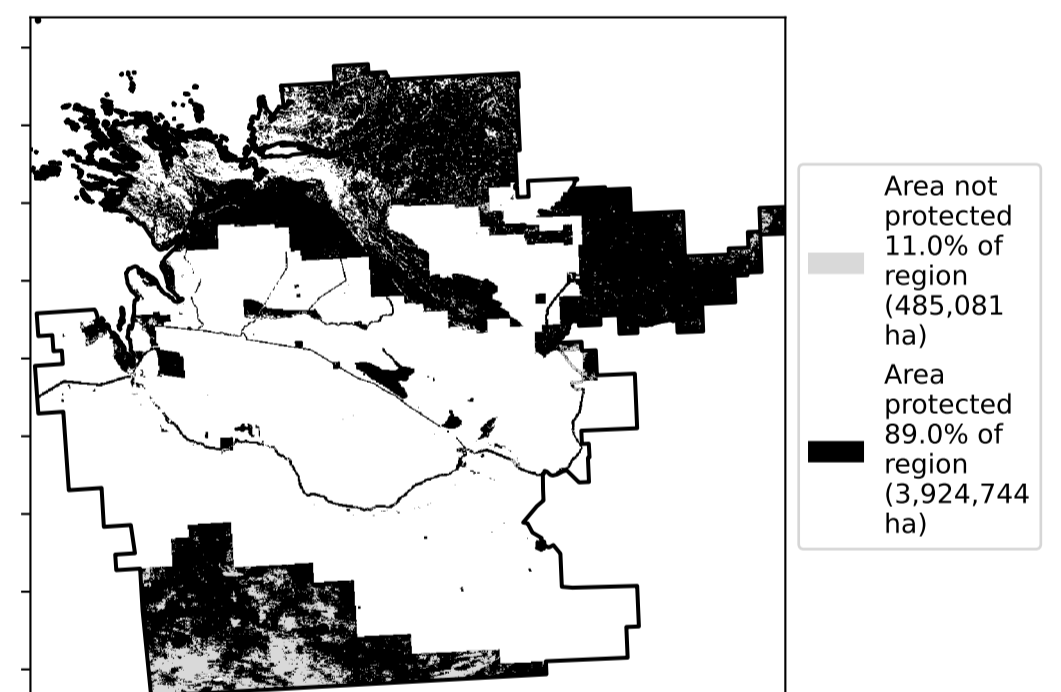 Area not
protected
11.0% of
region
(485,081
ha)
Area
protected
89.0% of
region
(3,924,744
ha)